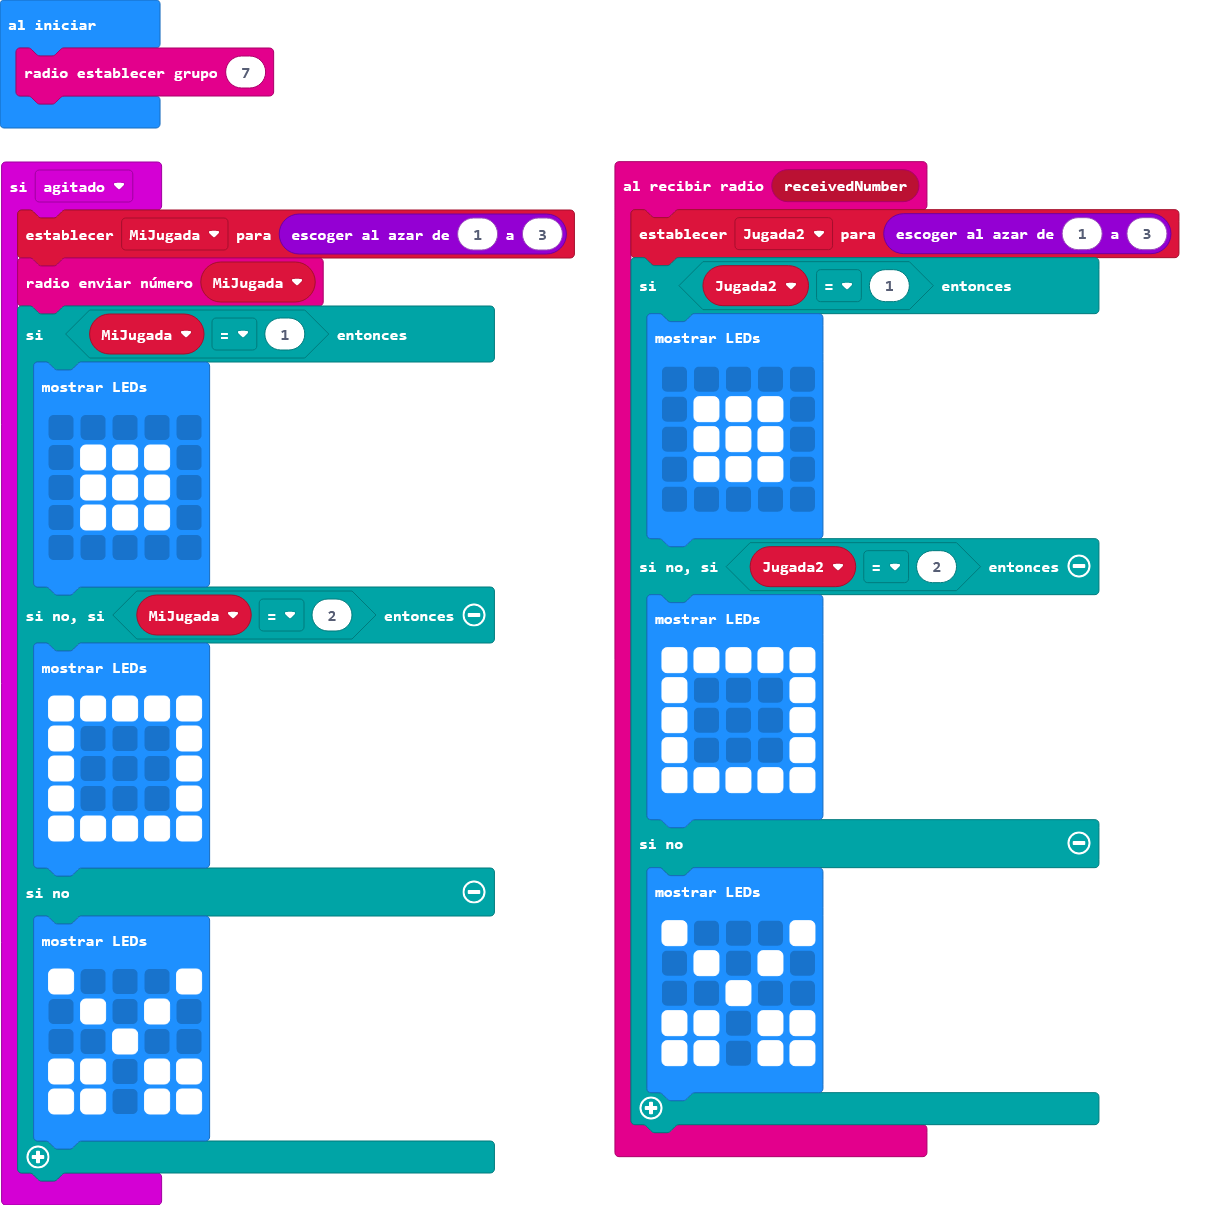 al iniciar
radio establecer grupo 7
si agitado
establecer MiJugada para escoger al azar de 1 a 3
radio enviar número MiJugada
si MiJugada = 1 entonces
mostrar LEDs
si no, si MiJugada = 2 entonces
mostrar LEDs
si no
mostrar LEDs
al recibir radio receivedNumber
establecer Jugada2 para escoger al azar de 1 a 3
si Jugada2 = 1 entonces
mostrar LEDs
si no, si Jugada2 = 2 entonces
mostrar LEDs
si no
mostrar LEDs